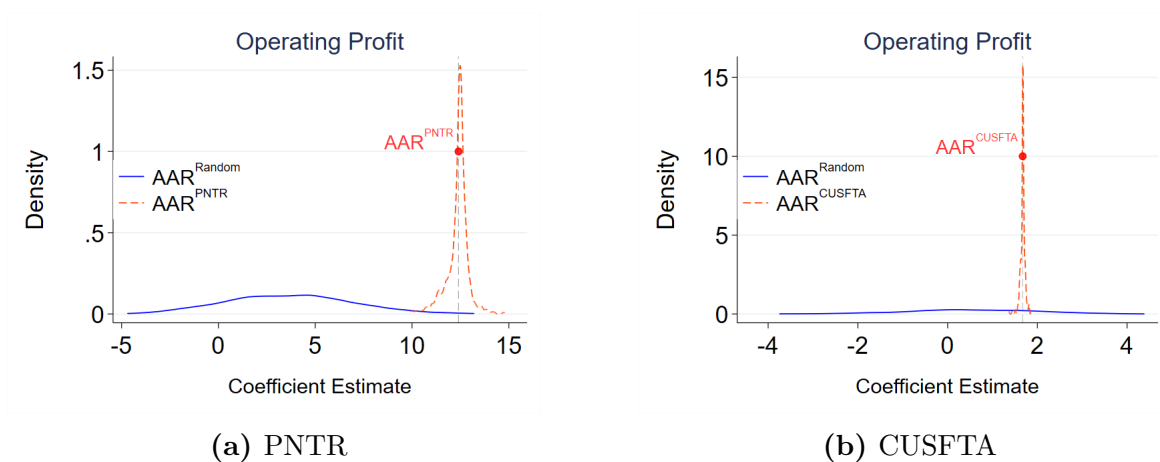 Operating Profit
1.5
1
.5
0
Density
AAR^PNTR
AAR^Random
AAR^PNTR
-5 0 5 10 15
Coefficient Estimate
(a) PNTR
Operating Profit
15
10
5
0
Density
AAR^CUSFTA
AAR^Random
AAR^CUSFTA
-4 -2 0 2 4
Coefficient Estimate
(b) CUSFTA